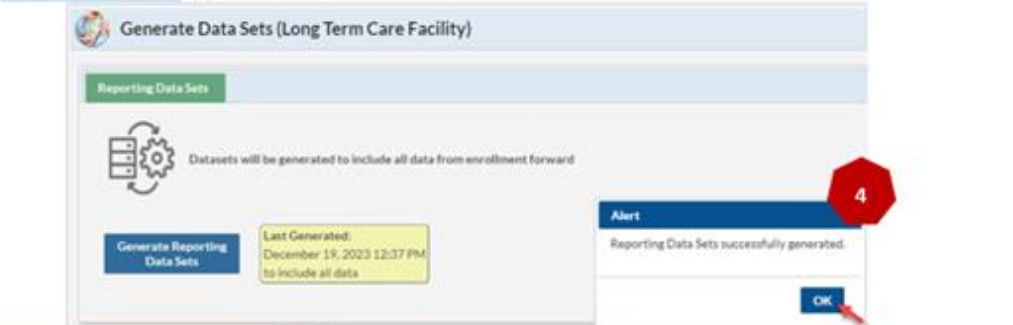 Generate Data Sets (Long Term Care Facility)
Reporting Data Sets
Datasets will be generated to include all data from enrollment forward
4
Alert
Reporting Data Sets successfully generated.
Generate Reporting
Data Sets
Last Generated:
December 19, 2023 12:37 PM
to include all data
OK